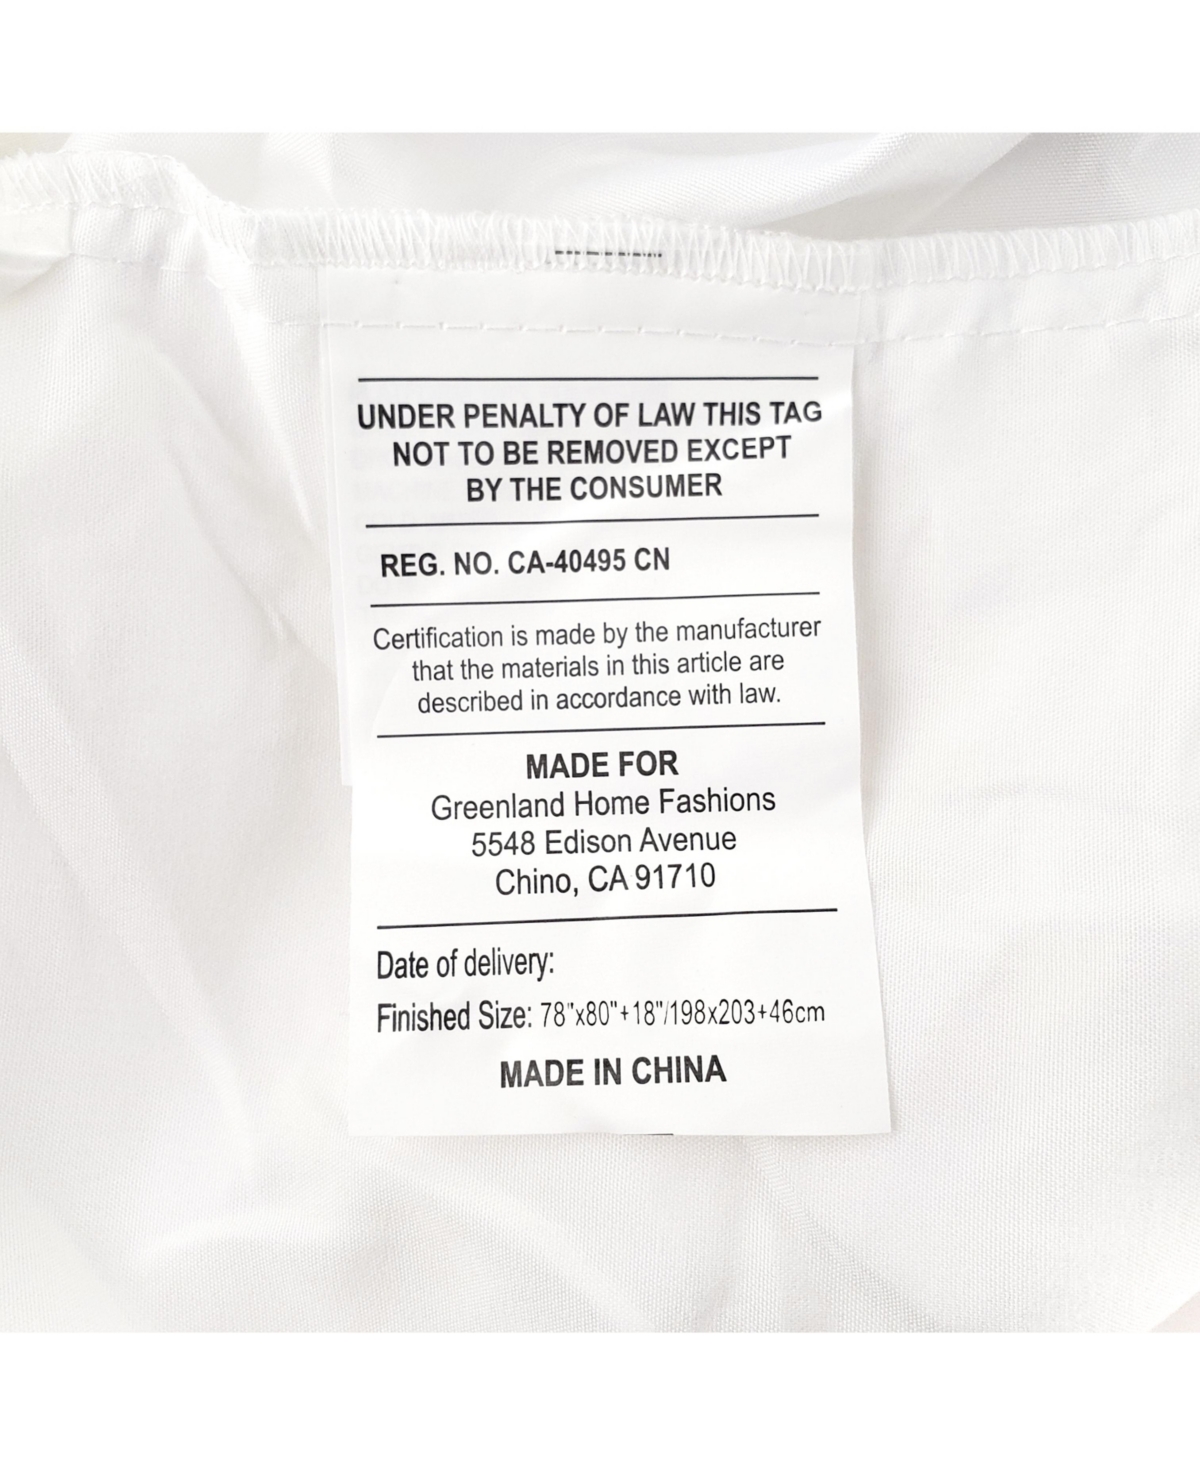 UNDER PENALTY OF LAW THIS TAG
NOT TO BE REMOVED EXCEPT
BY THE CONSUMER
REG. NO. CA-40495 CN
Certification is made by the manufacturer
that the materials in this article are
described in accordance with law.
MADE FOR
Greenland Home Fashions
5548 Edison Avenue
Chino, CA 91710
Date of delivery:
Finished Size: 78"x80"+18"/198x203+46cm
MADE IN CHINA